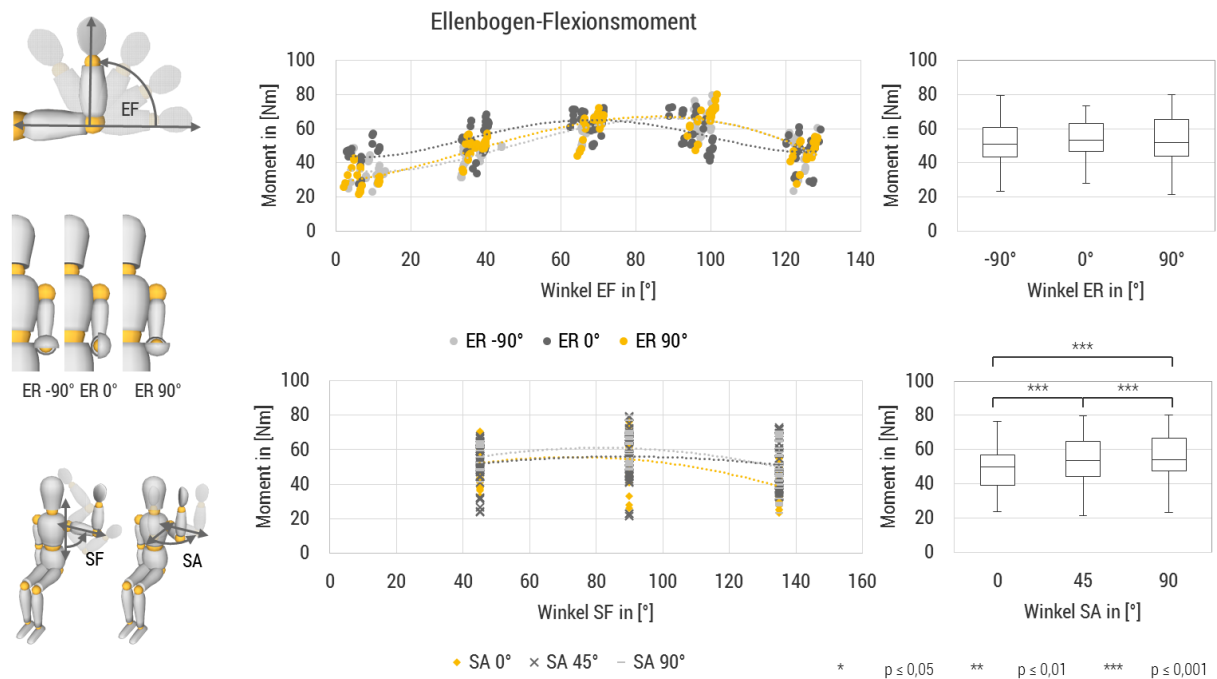 Ellenbogen-Flexionsmoment
EF
ER -90° ER 0° ER 90°
SF
SA
Moment in [Nm]
100
80
60
40
20
0
0 20 40 60 80 100 120 140
Winkel EF in [°]
ER -90° ER 0° ER 90°
Moment in [Nm]
100
80
60
40
20
0
-90° 0° 90°
Winkel ER in [°]
Moment in [Nm]
100
80
60
40
20
0
0 20 40 60 80 100 120 140 160
Winkel SF in [°]
SA 0° SA 45° SA 90°
***
*** ***
Moment in [Nm]
100
80
60
40
20
0
0 45 90
Winkel SA in [°]
* p ≤ 0,05 ** p ≤ 0,01 *** p ≤ 0,001